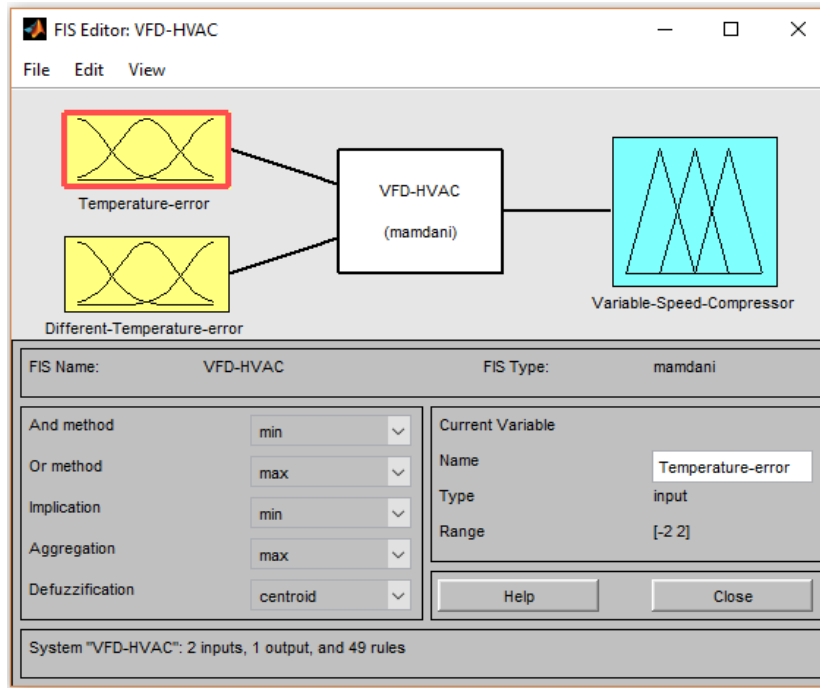 FIS Editor: VFD-HVAC
File Edit View
Temperature-error
Different-Temperature-error
VFD-HVAC
(mamdani)
Variable-Speed-Compressor
FIS Name: VFD-HVAC FIS Type: mamdani
And method min
Or method max
Implication min
Aggregation max
Defuzzification centroid
Current Variable
Name Temperature-error
Type input
Range [-2 2]
Help Close
System "VFD-HVAC": 2 inputs, 1 output, and 49 rules